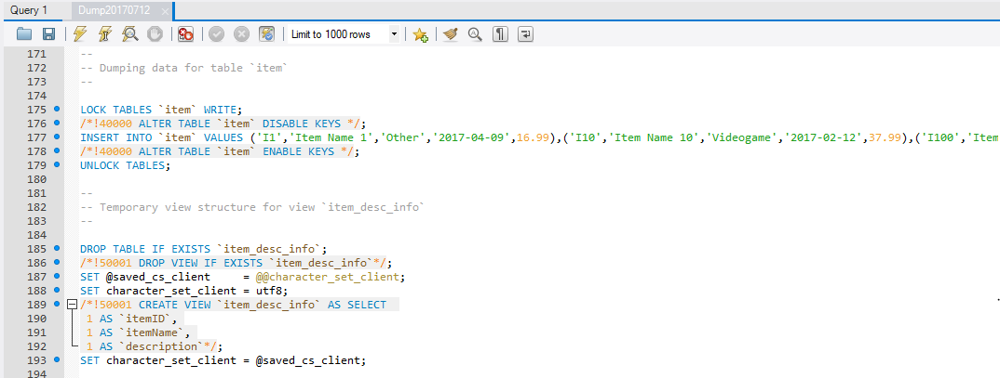 Query 1 Dump20170712
Limit to 1000 rows
171 --
172 -- Dumping data for table `item`
173 --
174
175 LOCK TABLES `item` WRITE;
176 /*!40000 ALTER TABLE `item` DISABLE KEYS */;
177 INSERT INTO `item` VALUES ('I1','Item Name 1','Other','2017-04-09',16.99),('I10','Item Name 10','Videogame','2017-02-12',37.99),('I100','Item
178 /*!40000 ALTER TABLE `item` ENABLE KEYS */;
179 UNLOCK TABLES;
180
181 --
182 -- Temporary view structure for view `item_desc_info`
183 --
184
185 DROP TABLE IF EXISTS `item_desc_info`;
186 /*!50001 DROP VIEW IF EXISTS `item_desc_info`*/;
187 SET @saved_cs_client     = @@character_set_client;
188 SET character_set_client = utf8;
189 /*!50001 CREATE VIEW `item_desc_info` AS SELECT
190 1 AS `itemID`,
191 1 AS `itemName`,
192 1 AS `description`*/;
193 SET character_set_client = @saved_cs_client;
194